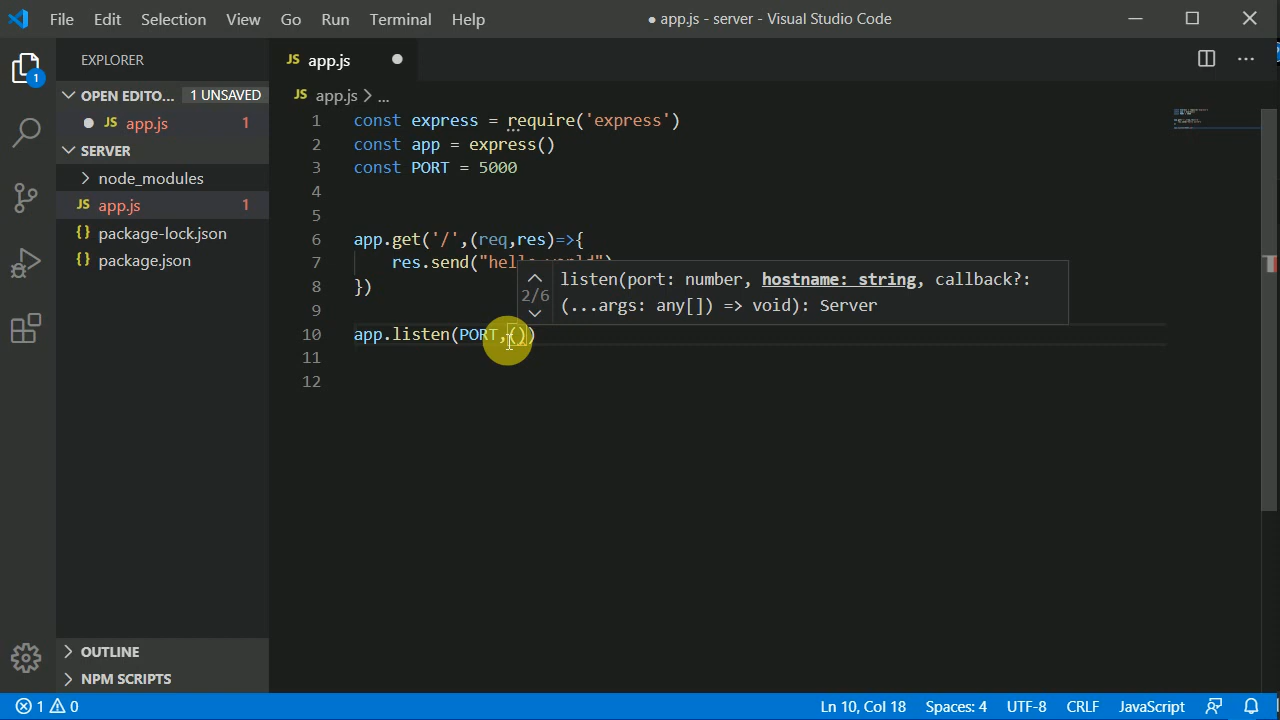 File Edit Selection View Go Run Terminal Help ● app.js - server - Visual Studio Code
EXPLORER
OPEN EDITO... 1 UNSAVED
● JS app.js 1
SERVER
node_modules
JS app.js 1
{} package-lock.json
{} package.json
OUTLINE
NPM SCRIPTS
1
JS app.js ●
JS app.js > ...
1 const express = require('express')
2 const app = express()
3 const PORT = 5000
4
5
6 app.get('/',(req,res)=>{
7 res.send("hello world")
8 })
9
10 app.listen(PORT,())
11
12
2/6
listen(port: number, hostname: string, callback?:
(...args: any[]) => void): Server
1 0 Ln 10, Col 18 Spaces: 4 UTF-8 CRLF JavaScript